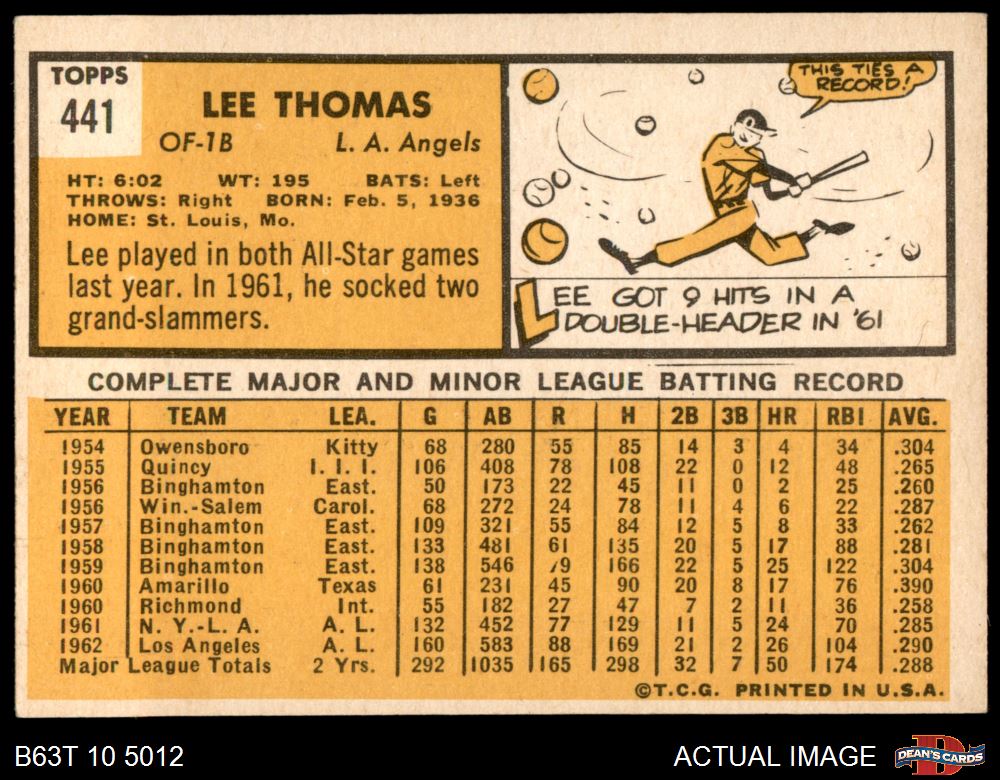 TOPPS
441
LEE THOMAS
OF-1B L. A. Angels
HT: 6:02 WT: 195 BATS: Left
THROWS: Right BORN: Feb. 5, 1936
HOME: St. Louis, Mo.
Lee played in both All-Star games
last year. In 1961, he socked two
grand-slammers.
THIS TIES A
RECORD!
LEE GOT 9 HITS IN A
DOUBLE-HEADER IN '61
COMPLETE MAJOR AND MINOR LEAGUE BATTING RECORD
YEAR TEAM LEA. G AB R H 2B 3B HR RBI AVG.
1954 Owensboro Kitty 68 280 55 85 14 3 4 34 .304
1955 Quincy I. I. I. 106 408 78 108 22 0 12 48 .265
1956 Binghamton East. 50 173 22 45 11 0 2 25 .260
1956 Win.-Salem Carol. 68 272 24 78 11 4 6 22 .287
1957 Binghamton East. 109 321 55 84 12 5 8 33 .262
1958 Binghamton East. 133 481 61 135 20 5 17 88 .281
1959 Binghamton East. 138 546 79 166 22 5 25 122 .304
1960 Amarillo Texas 61 231 45 90 20 8 17 76 .390
1960 Richmond Int. 55 182 27 47 7 2 11 36 .258
1961 N. Y.-L. A. A. L. 132 452 77 129 11 5 24 70 .285
1962 Los Angeles A. L. 160 583 88 169 21 2 26 104 .290
Major League Totals 2 Yrs. 292 1035 165 298 32 7 50 174 .288
©T.C.G. PRINTED IN U.S.A.
B63T 10 5012 ACTUAL IMAGE DEAN'S CARDS